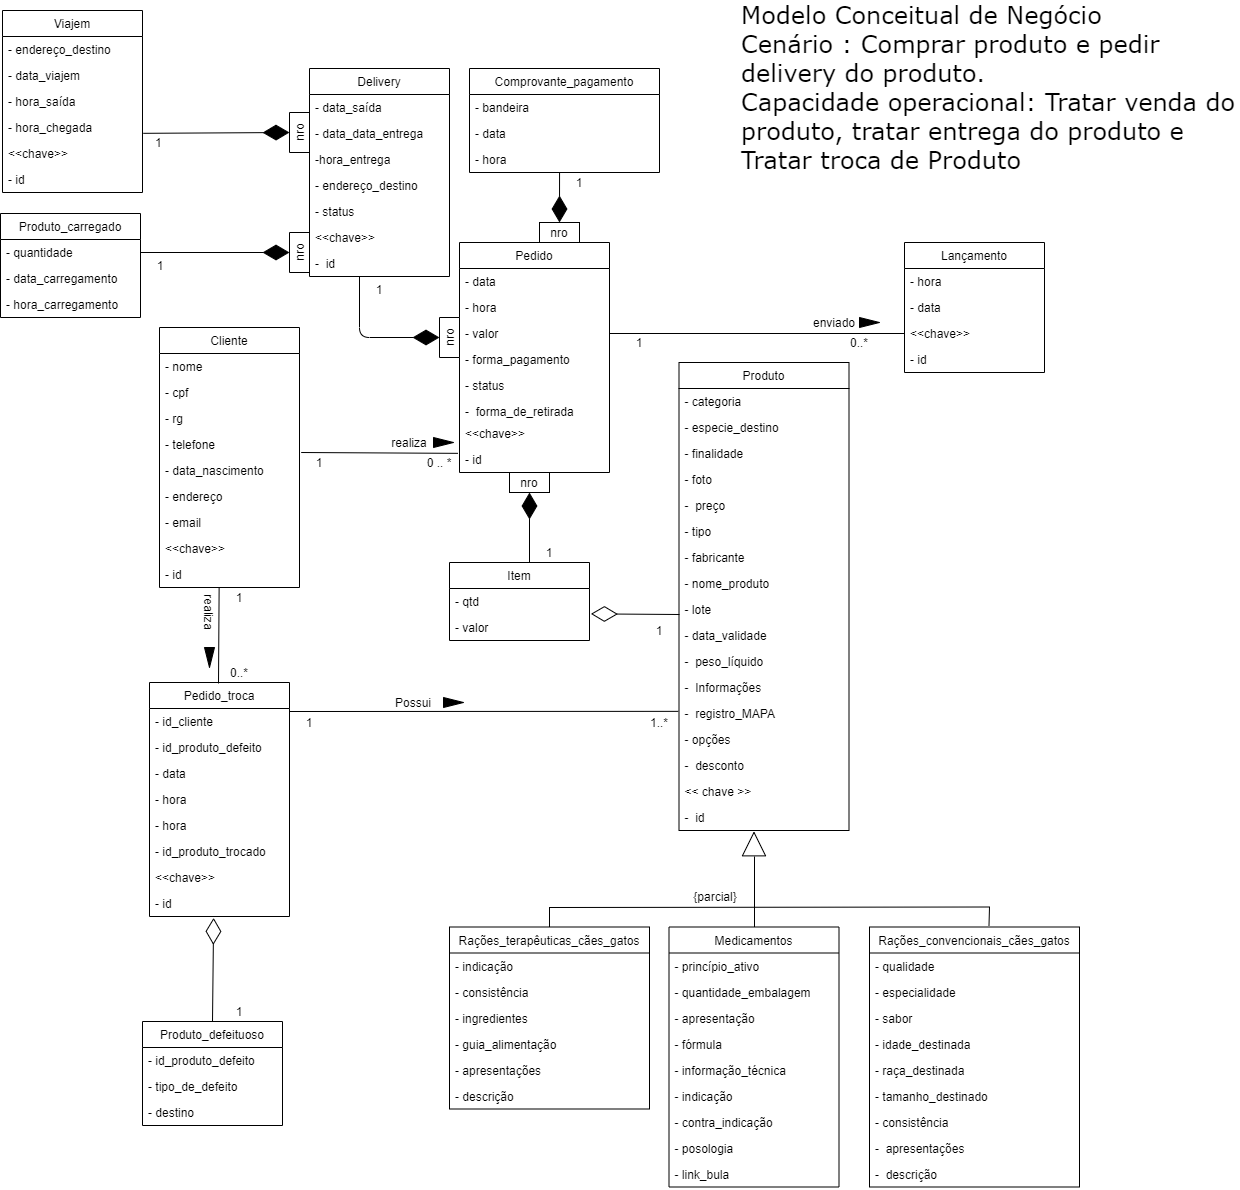 Modelo Conceitual de Negócio
Cenário : Comprar produto e pedir
delivery do produto.
Capacidade operacional: Tratar venda do
produto, tratar entrega do produto e
Tratar troca de Produto
Viajem
- endereço_destino
- data_viajem
- hora_saída
- hora_chegada
<<chave>>
- id
1
nro
Delivery
- data_saída
- data_data_entrega
-hora_entrega
- endereço_destino
- status
<<chave>>
- id
1
Comprovante_pagamento
- bandeira
- data
- hora
1
nro
Produto_carregado
- quantidade
- data_carregamento
- hora_carregamento
1
nro
nro
Pedido
- data
- hora
- valor
- forma_pagamento
- status
- forma_de_retirada
<<chave>>
- id
nro
1
enviado
0..*
Lançamento
- hora
- data
<<chave>>
- id
Cliente
- nome
- cpf
- rg
- telefone
- data_nascimento
- endereço
- email
<<chave>>
- id
realiza
1
0 .. *
1
Item
- qtd
- valor
1
Produto
- categoria
- especie_destino
- finalidade
- foto
- preço
- tipo
- fabricante
- nome_produto
- lote
- data_validade
- peso_líquido
- Informações
- registro_MAPA
- opções
- desconto
<< chave >>
- id
realiza
1
0..*
Pedido_troca
- id_cliente
- id_produto_defeito
- data
- hora
- hora
- id_produto_trocado
<<chave>>
- id
Possui
1
1..*
1
Produto_defeituoso
- id_produto_defeito
- tipo_de_defeito
- destino
{parcial}
Rações_terapêuticas_cães_gatos
- indicação
- consistência
- ingredientes
- guia_alimentação
- apresentações
- descrição
Medicamentos
- princípio_ativo
- quantidade_embalagem
- apresentação
- fórmula
- informação_técnica
- indicação
- contra_indicação
- posologia
- link_bula
Rações_convencionais_cães_gatos
- qualidade
- especialidade
- sabor
- idade_destinada
- raça_destinada
- tamanho_destinado
- consistência
- apresentações
- descrição